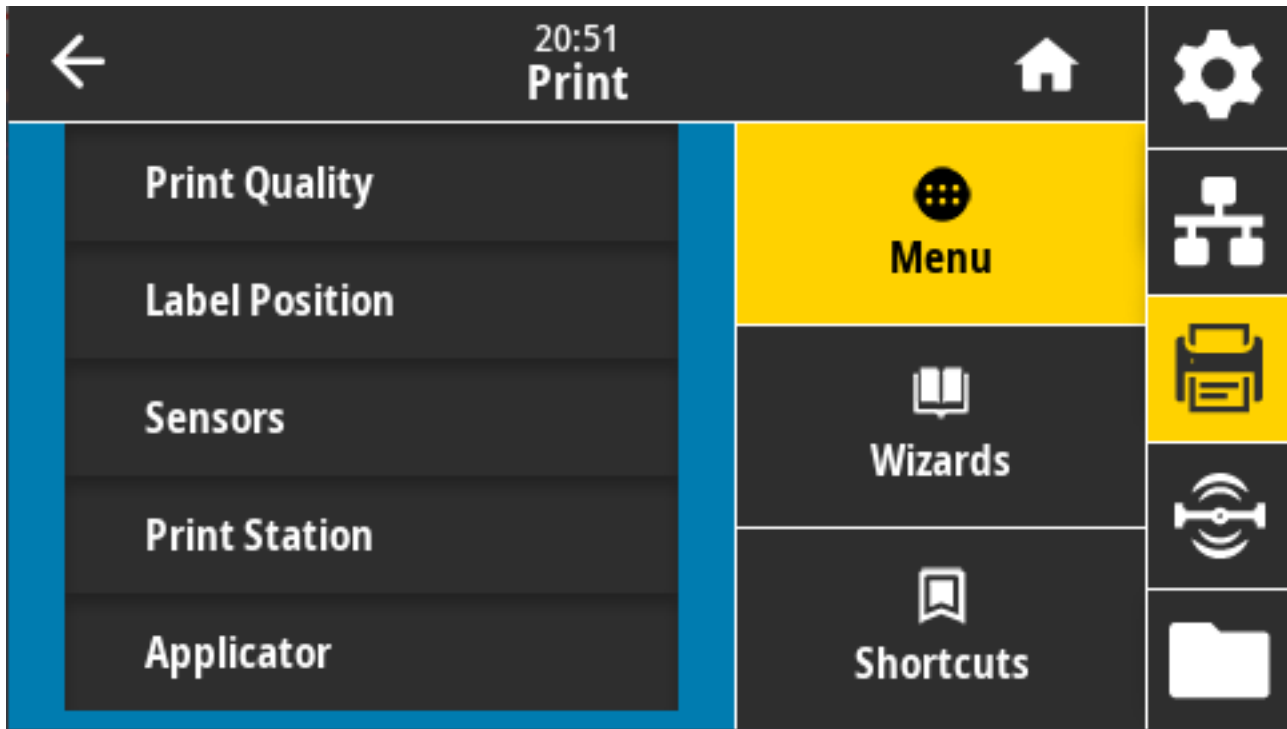 20:51
Print
Print Quality
Label Position
Sensors
Print Station
Applicator
Menu
Wizards
Shortcuts